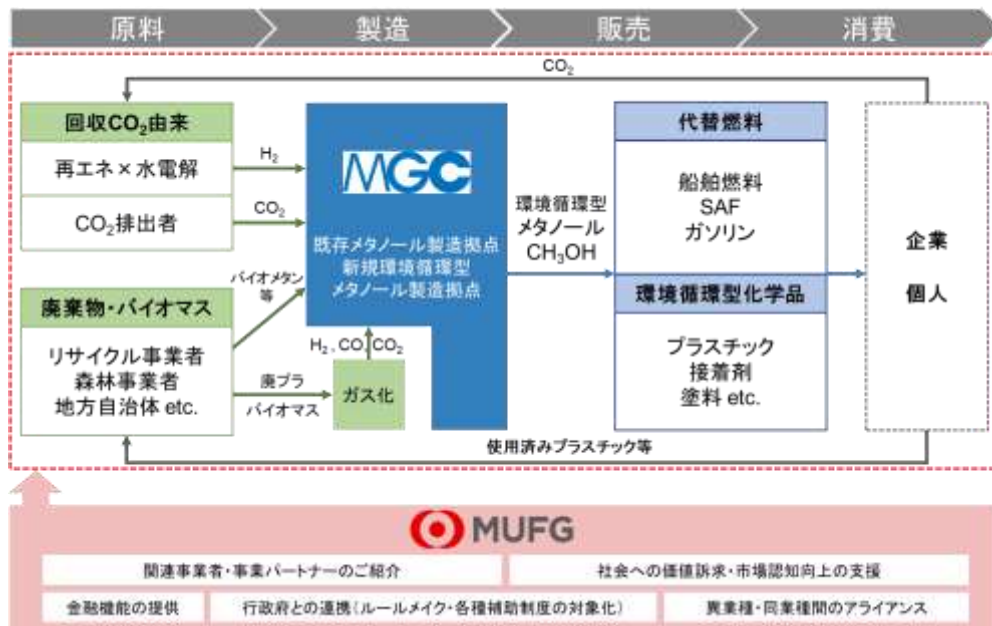 原料
製造
販売
消費
CO₂
回収CO₂由来
再エネ×水電解
CO₂排出者
H₂
CO₂
MGC
既存メタノール製造拠点
新規環境循環型
メタノール製造拠点
環境循環型
メタノール
CH₃OH
代替燃料
船舶燃料
SAF
ガソリン
環境循環型化学品
プラスチック
接着剤
塗料 etc.
企業
個人
廃棄物・バイオマス
リサイクル事業者
森林事業者
地方自治体 etc.
バイオメタン
等
廃プラ
バイオマス
H₂、CO、CO₂
ガス化
使用済みプラスチック等
MUFG
関連事業者・事業パートナーのご紹介
社会への価値訴求・市場認知向上の支援
金融機能の提供
行政府との連携(ルールメイク・各種補助制度の対象化)
異業種・同業種間のアライアンス